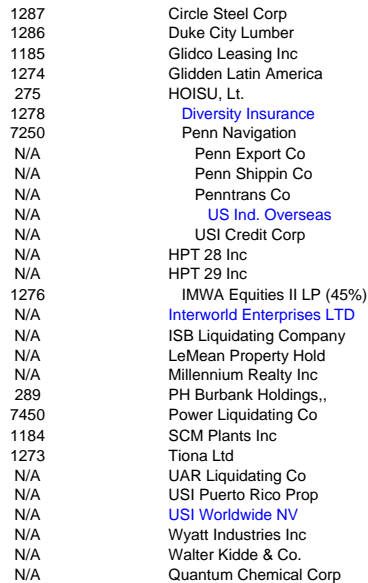 1287 Circle Steel Corp
1286 Duke City Lumber
1185 Glidco Leasing Inc
1274 Glidden Latin America
275 HOISU, Lt.
1278 Diversity Insurance
7250 Penn Navigation
N/A Penn Export Co
N/A Penn Shippin Co
N/A Penntrans Co
N/A US Ind. Overseas
N/A USI Credit Corp
N/A HPT 28 Inc
N/A HPT 29 Inc
1276 IMWA Equities II LP (45%)
N/A Interworld Enterprises LTD
N/A ISB Liquidating Company
N/A LeMean Property Hold
N/A Millennium Realty Inc
289 PH Burbank Holdings,,
7450 Power Liquidating Co
1184 SCM Plants Inc
1273 Tiona Ltd
N/A UAR Liquidating Co
N/A USI Puerto Rico Prop
N/A USI Worldwide NV
N/A Wyatt Industries Inc
N/A Walter Kidde & Co.
N/A Quantum Chemical Corp